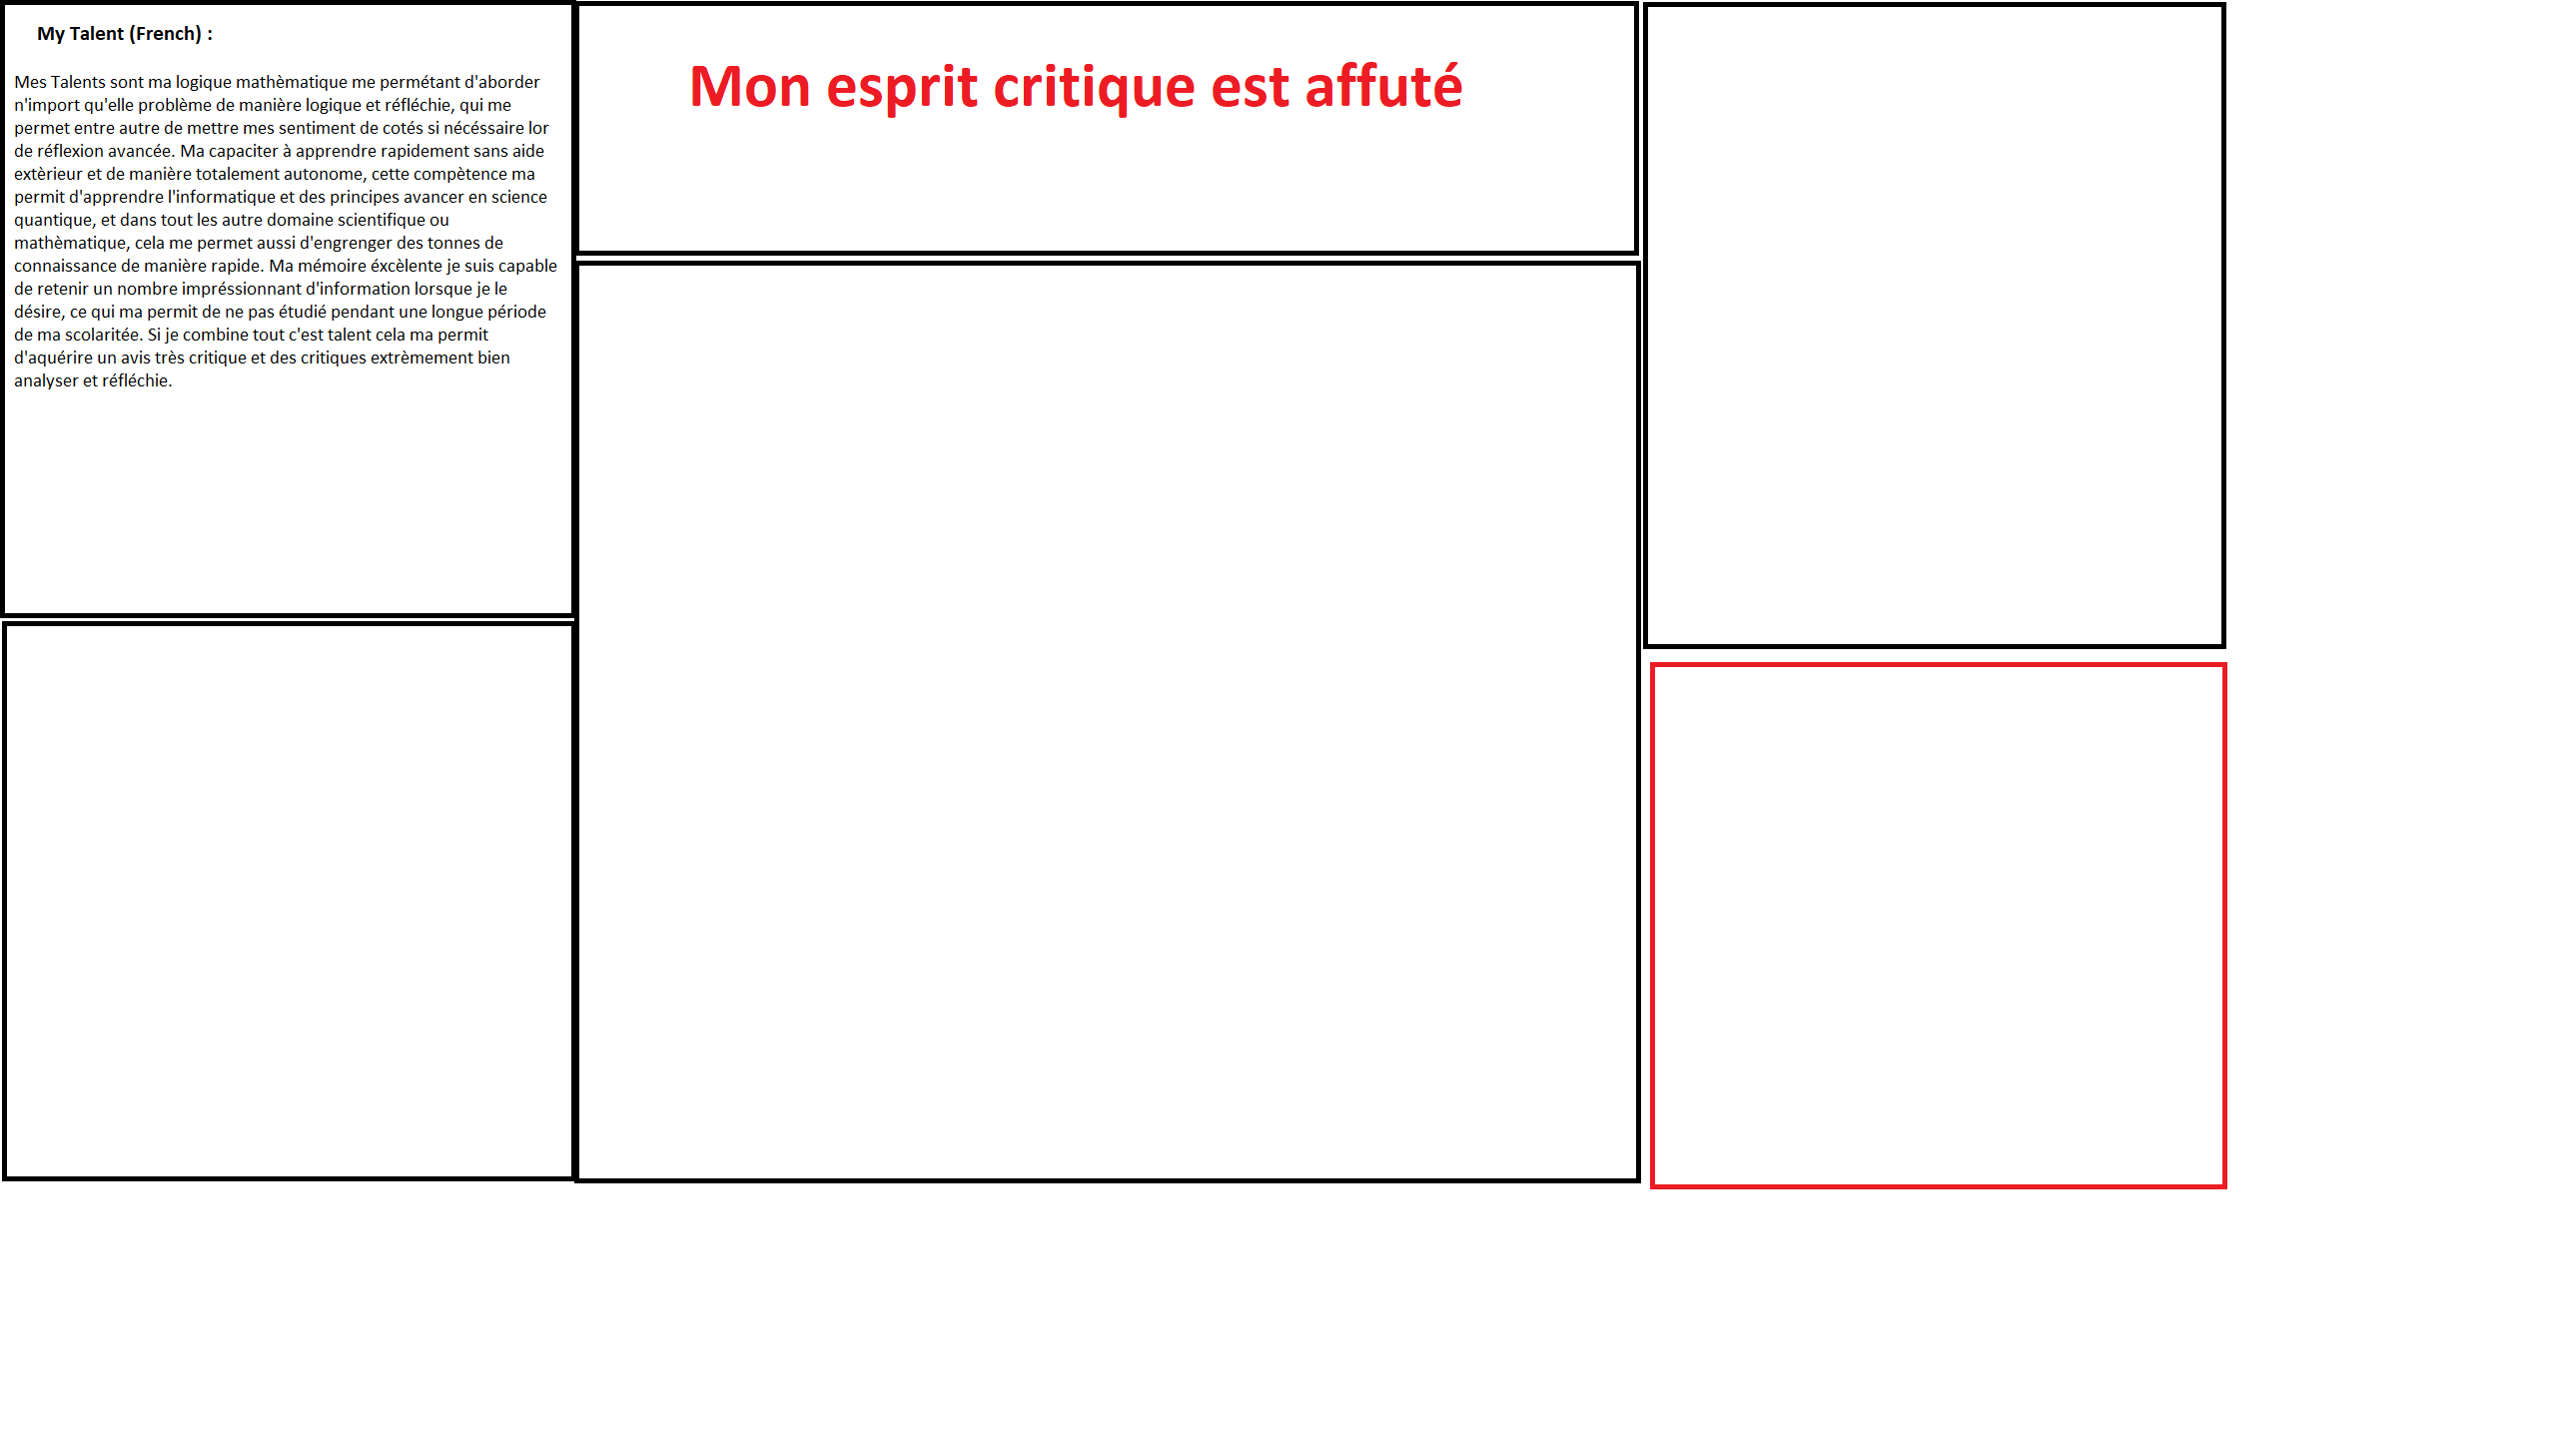 My Talent (French) :
Mes Talents sont ma logique mathèmatique me permétant d'aborder
n'import qu'elle problème de manière logique et réfléchie, qui me
permet entre autre de mettre mes sentiment de cotés si nécéssaire lor
de réflexion avancée. Ma capaciter à apprendre rapidement sans aide
extèrieur et de manière totalement autonome, cette compètence ma
permit d'apprendre l'informatique et des principes avancer en science
quantique, et dans tout les autre domaine scientifique ou
mathèmatique, cela me permet aussi d'engrenger des tonnes de
connaissance de manière rapide. Ma mémoire éxcèlente je suis capable
de retenir un nombre impréssionnant d'information lorsque je le
désire, ce qui ma permit de ne pas étudié pendant une longue période
de ma scolaritée. Si je combine tout c'est talent cela ma permit
d'aquérire un avis très critique et des critiques extrèmement bien
analyser et réfléchie.
Mon esprit critique est affuté